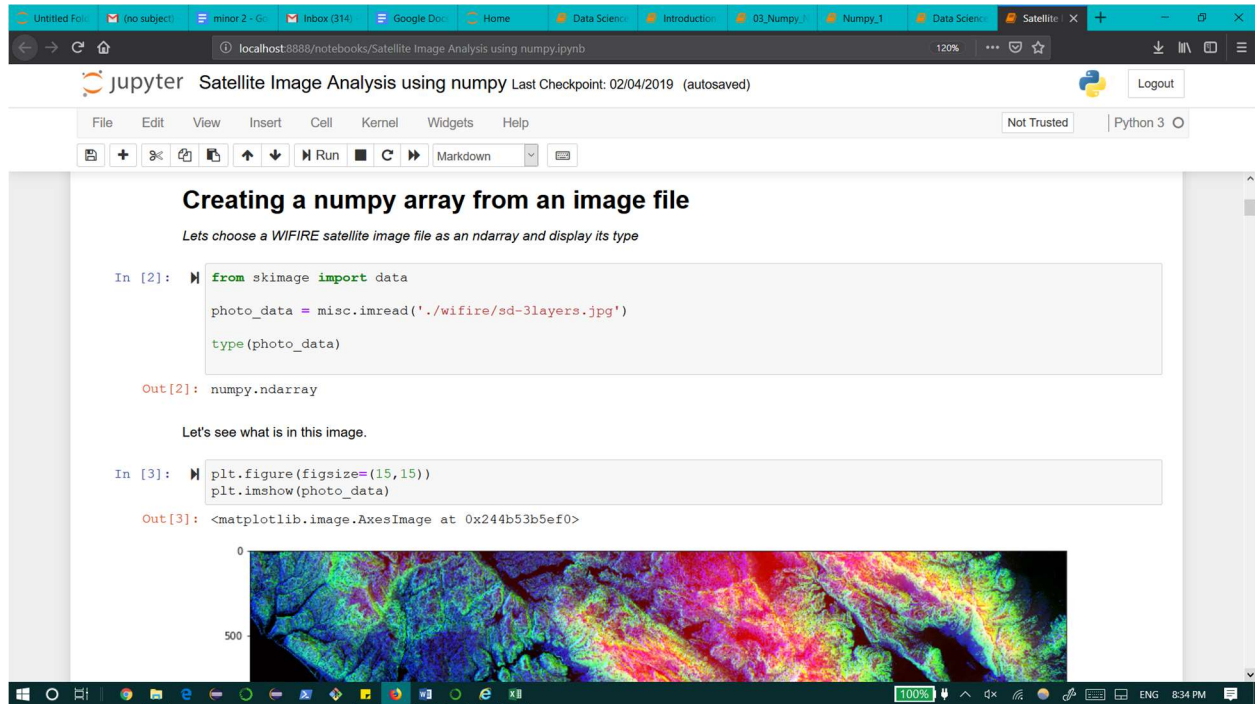 Untitled Fold
(no subject)
minor 2 - Go
Inbox (314)
Google Doc
Home
Data Science
Introduction
03_Numpy_N
Numpy_1
Data Science
Satellite I
localhost:8888/notebooks/Satellite Image Analysis using numpy.ipynb
120%
jupyter Satellite Image Analysis using numpy Last Checkpoint: 02/04/2019 (autosaved)
Logout
File Edit View Insert Cell Kernel Widgets Help
Not Trusted
Python 3
Run
Markdown
Creating a numpy array from an image file
Lets choose a WIFIRE satellite image file as an ndarray and display its type
In [2]: from skimage import data
photo_data = misc.imread('./wifire/sd-3layers.jpg')
type(photo_data)
Out[2]: numpy.ndarray
Let's see what is in this image.
In [3]: plt.figure(figsize=(15,15))
plt.imshow(photo_data)
Out[3]: <matplotlib.image.AxesImage at 0x244b53b5ef0>
0
500
100%
ENG 8:34 PM